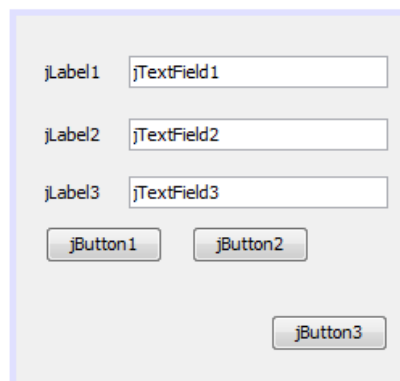 jLabel1 jTextField1
jLabel2 jTextField2
jLabel3 jTextField3
jButton1 jButton2
jButton3